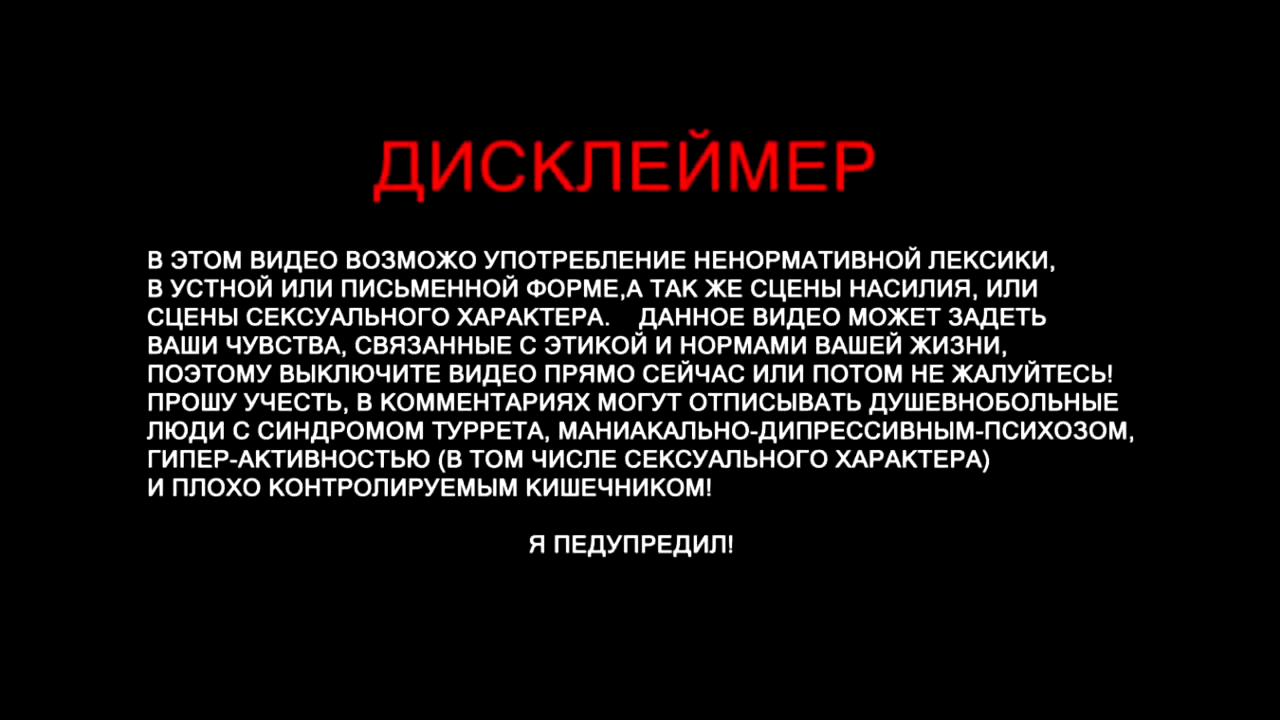 ДИСКЛЕЙМЕР
В ЭТОМ ВИДЕО ВОЗМОЖО УПОТРЕБЛЕНИЕ НЕНОРМАТИВНОЙ ЛЕКСИКИ,
В УСТНОЙ ИЛИ ПИСЬМЕННОЙ ФОРМЕ,А ТАК ЖЕ СЦЕНЫ НАСИЛИЯ, ИЛИ
СЦЕНЫ СЕКСУАЛЬНОГО ХАРАКТЕРА. ДАННОЕ ВИДЕО МОЖЕТ ЗАДЕТЬ
ВАШИ ЧУВСТВА, СВЯЗАННЫЕ С ЭТИКОЙ И НОРМАМИ ВАШЕЙ ЖИЗНИ,
ПОЭТОМУ ВЫКЛЮЧИТЕ ВИДЕО ПРЯМО СЕЙЧАС ИЛИ ПОТОМ НЕ ЖАЛУЙТЕСЬ!
ПРОШУ УЧЕСТЬ, В КОММЕНТАРИЯХ МОГУТ ОТПИСЫВАТЬ ДУШЕВНОБОЛЬНЫЕ
ЛЮДИ С СИНДРОМОМ ТУРРЕТА, МАНИАКАЛЬНО-ДИПРЕССИВНЫМ-ПСИХОЗОМ,
ГИПЕР-АКТИВНОСТЬЮ (В ТОМ ЧИСЛЕ СЕКСУАЛЬНОГО ХАРАКТЕРА)
И ПЛОХО КОНТРОЛИРУЕМЫМ КИШЕЧНИКОМ!
Я ПЕДУПРЕДИЛ!